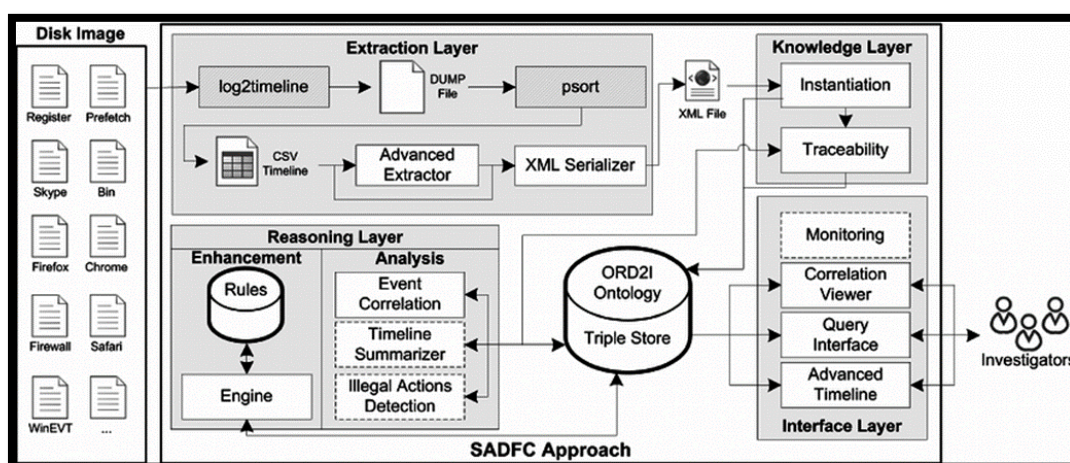 Disk Image
Register
Prefetch
Skype
Bin
Firefox
Chrome
Firewall
Safari
WinEVT
...
Extraction Layer
log2timeline
DUMP
File
psort
CSV
Timeline
Advanced
Extractor
XML Serializer
XML File
Knowledge Layer
Instantiation
Traceability
Reasoning Layer
Enhancement
Rules
Engine
Analysis
Event
Correlation
Timeline
Summarizer
Illegal Actions
Detection
ORD2I
Ontology
Triple Store
Monitoring
Correlation
Viewer
Query
Interface
Advanced
Timeline
Interface Layer
Investigators
SADFC Approach